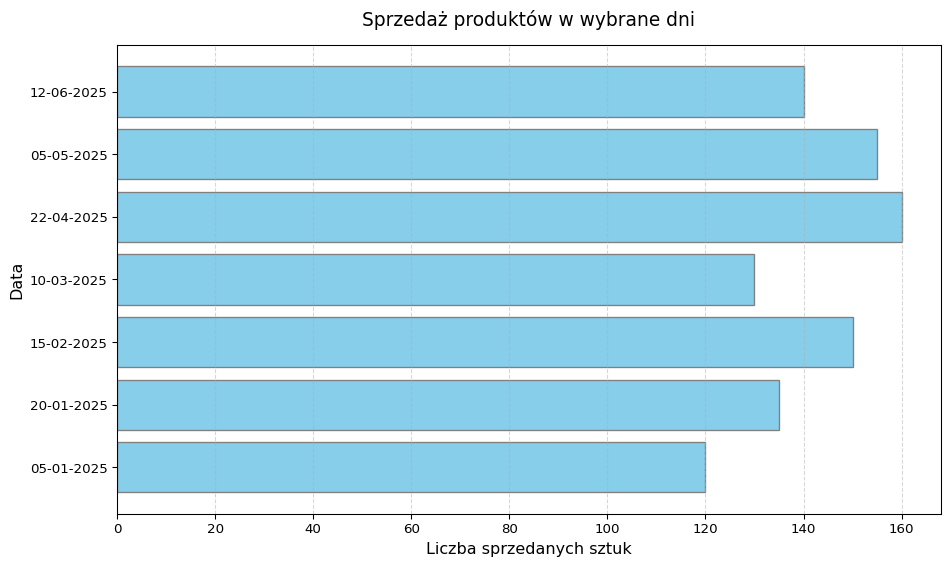 Sprzedaż produktów w wybrane dni
Data
12-06-2025
05-05-2025
22-04-2025
10-03-2025
15-02-2025
20-01-2025
05-01-2025
0 20 40 60 80 100 120 140 160
Liczba sprzedanych sztuk